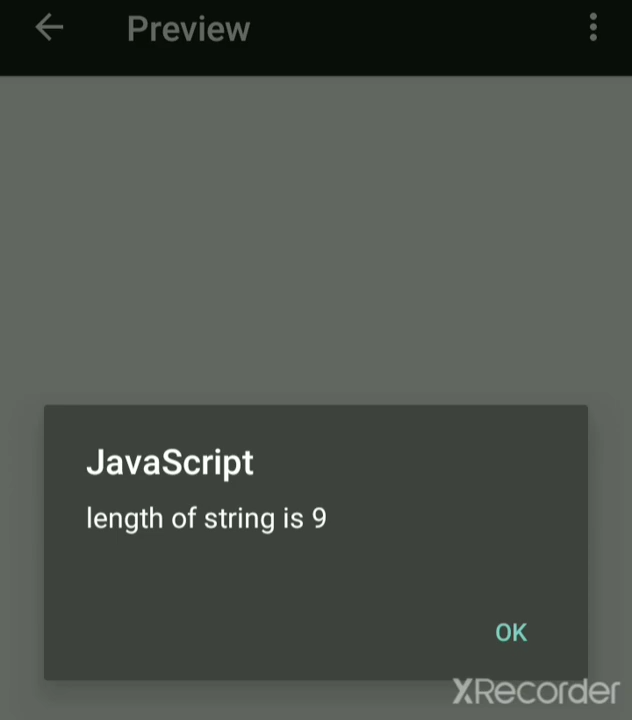 Preview
JavaScript
length of string is 9
OK
XRecorder